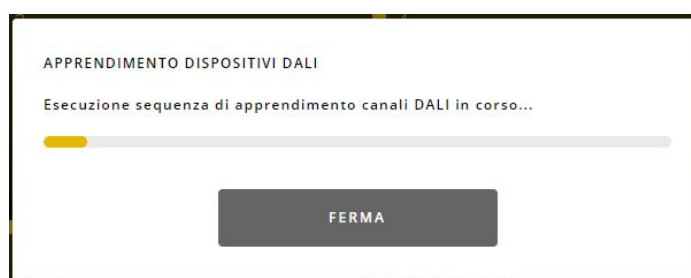 APPRENDIMENTO DISPOSITIVI DALI
Esecuzione sequenza di apprendimento canali DALI in corso...
FERMA